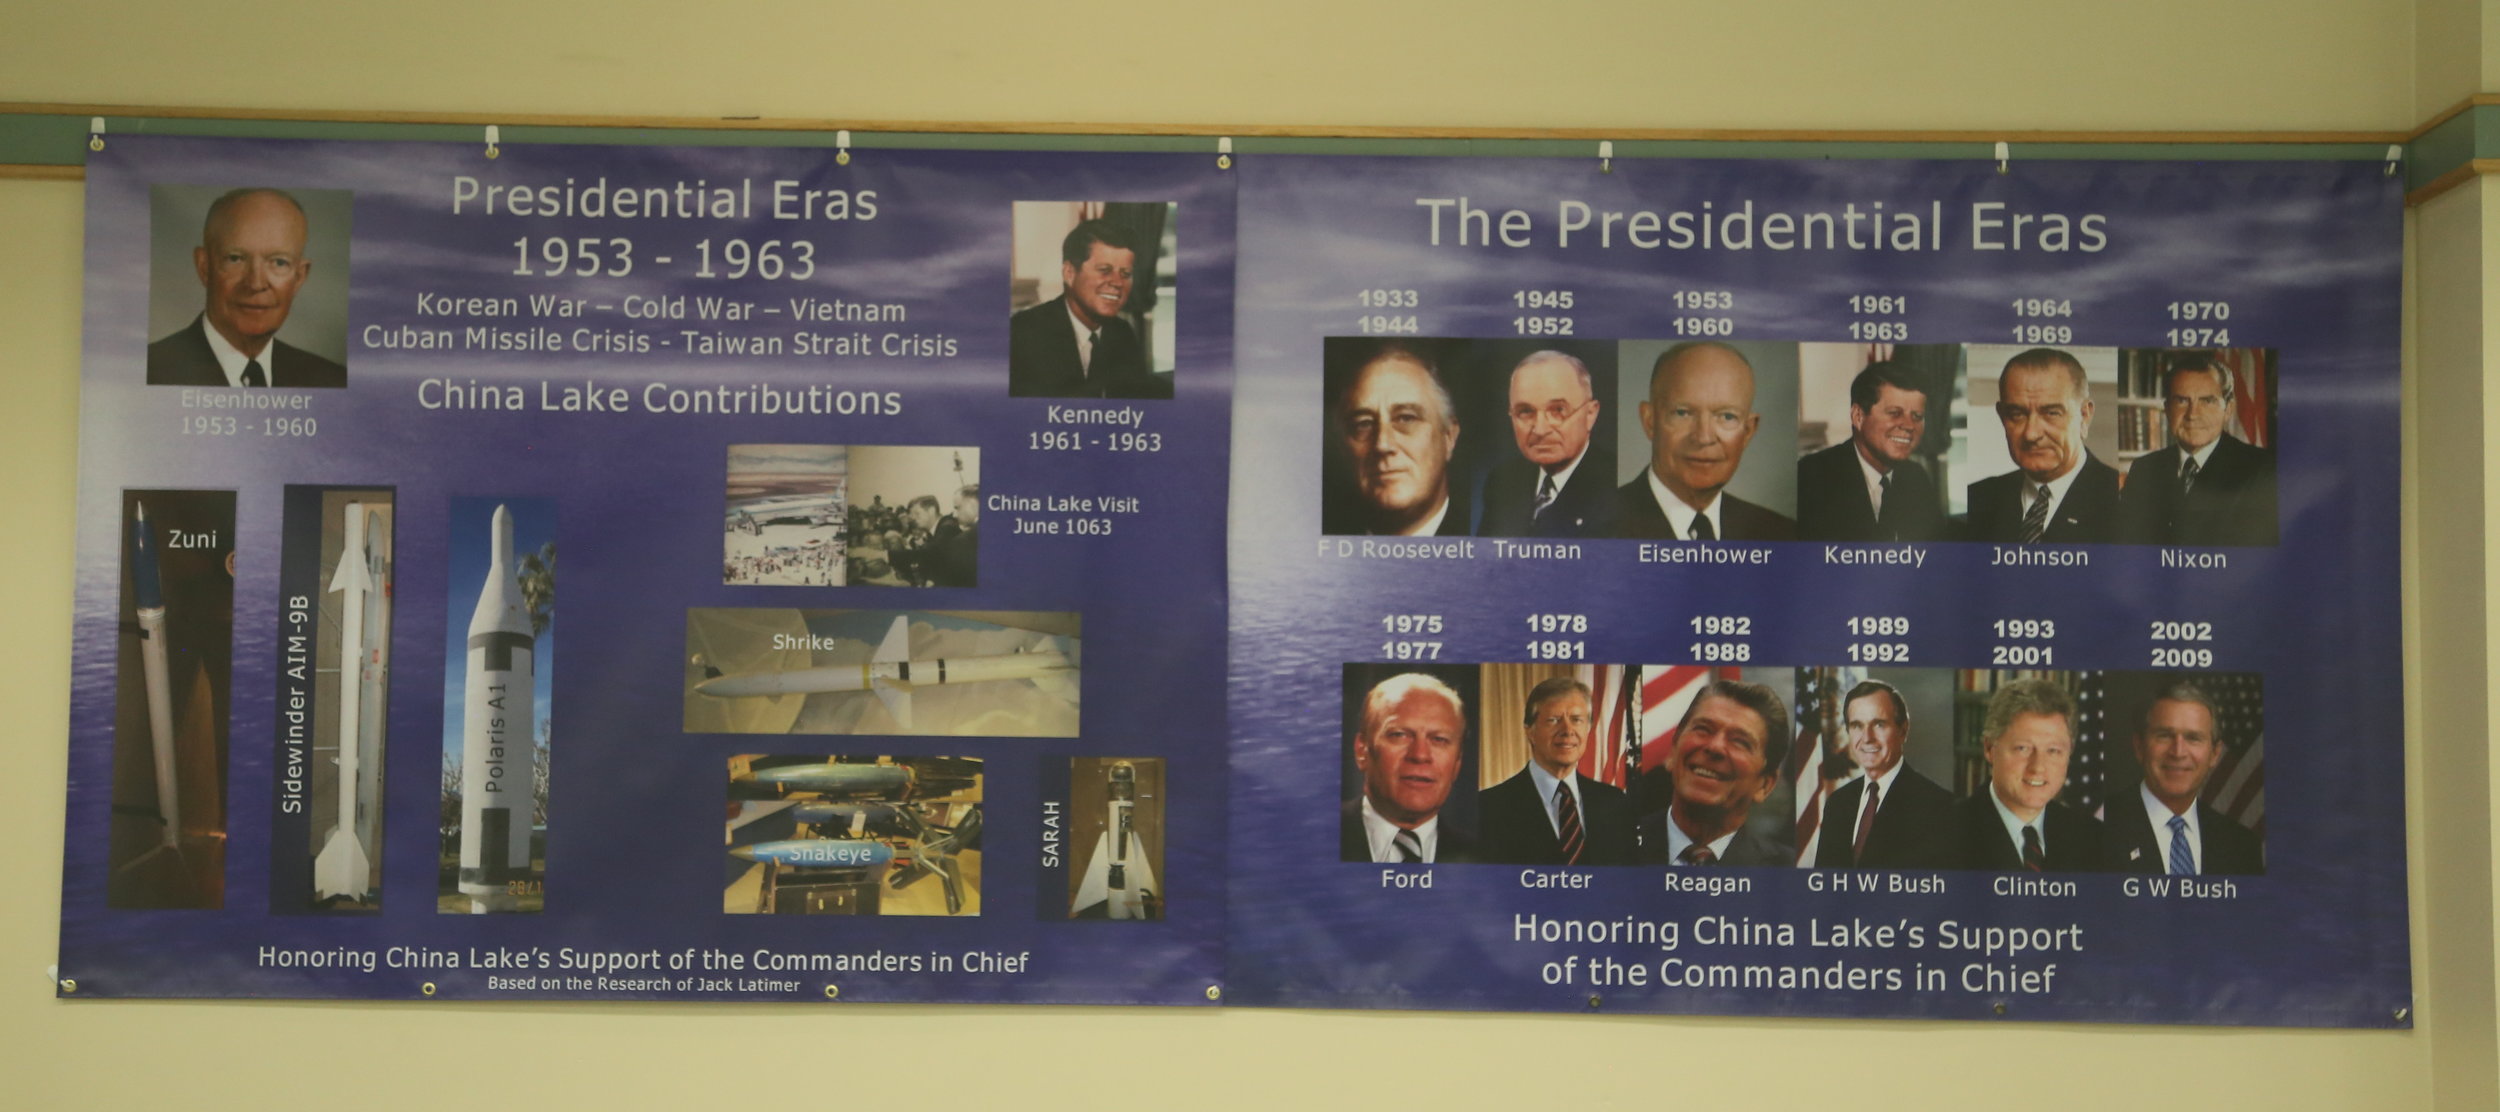 Presidential Eras
1953 - 1963
Korean War – Cold War – Vietnam
Cuban Missile Crisis - Taiwan Strait Crisis
China Lake Contributions
Eisenhower
1953 - 1960
Kennedy
1961 - 1963
China Lake Visit
June 1063
Zuni
Sidewinder AIM-9B
Polaris A1
28/1
Shrike
Snakeye
SARAH
Honoring China Lake's Support of the Commanders in Chief
Based on the Research of Jack Latimer
The Presidential Eras
1933 1945 1953 1961 1964 1970
1944 1952 1960 1963 1969 1974
F D Roosevelt Truman Eisenhower Kennedy Johnson Nixon
1975 1978 1982 1989 1993 2002
1977 1981 1988 1992 2001 2009
Ford Carter Reagan G H W Bush Clinton G W Bush
Honoring China Lake's Support
of the Commanders in Chief